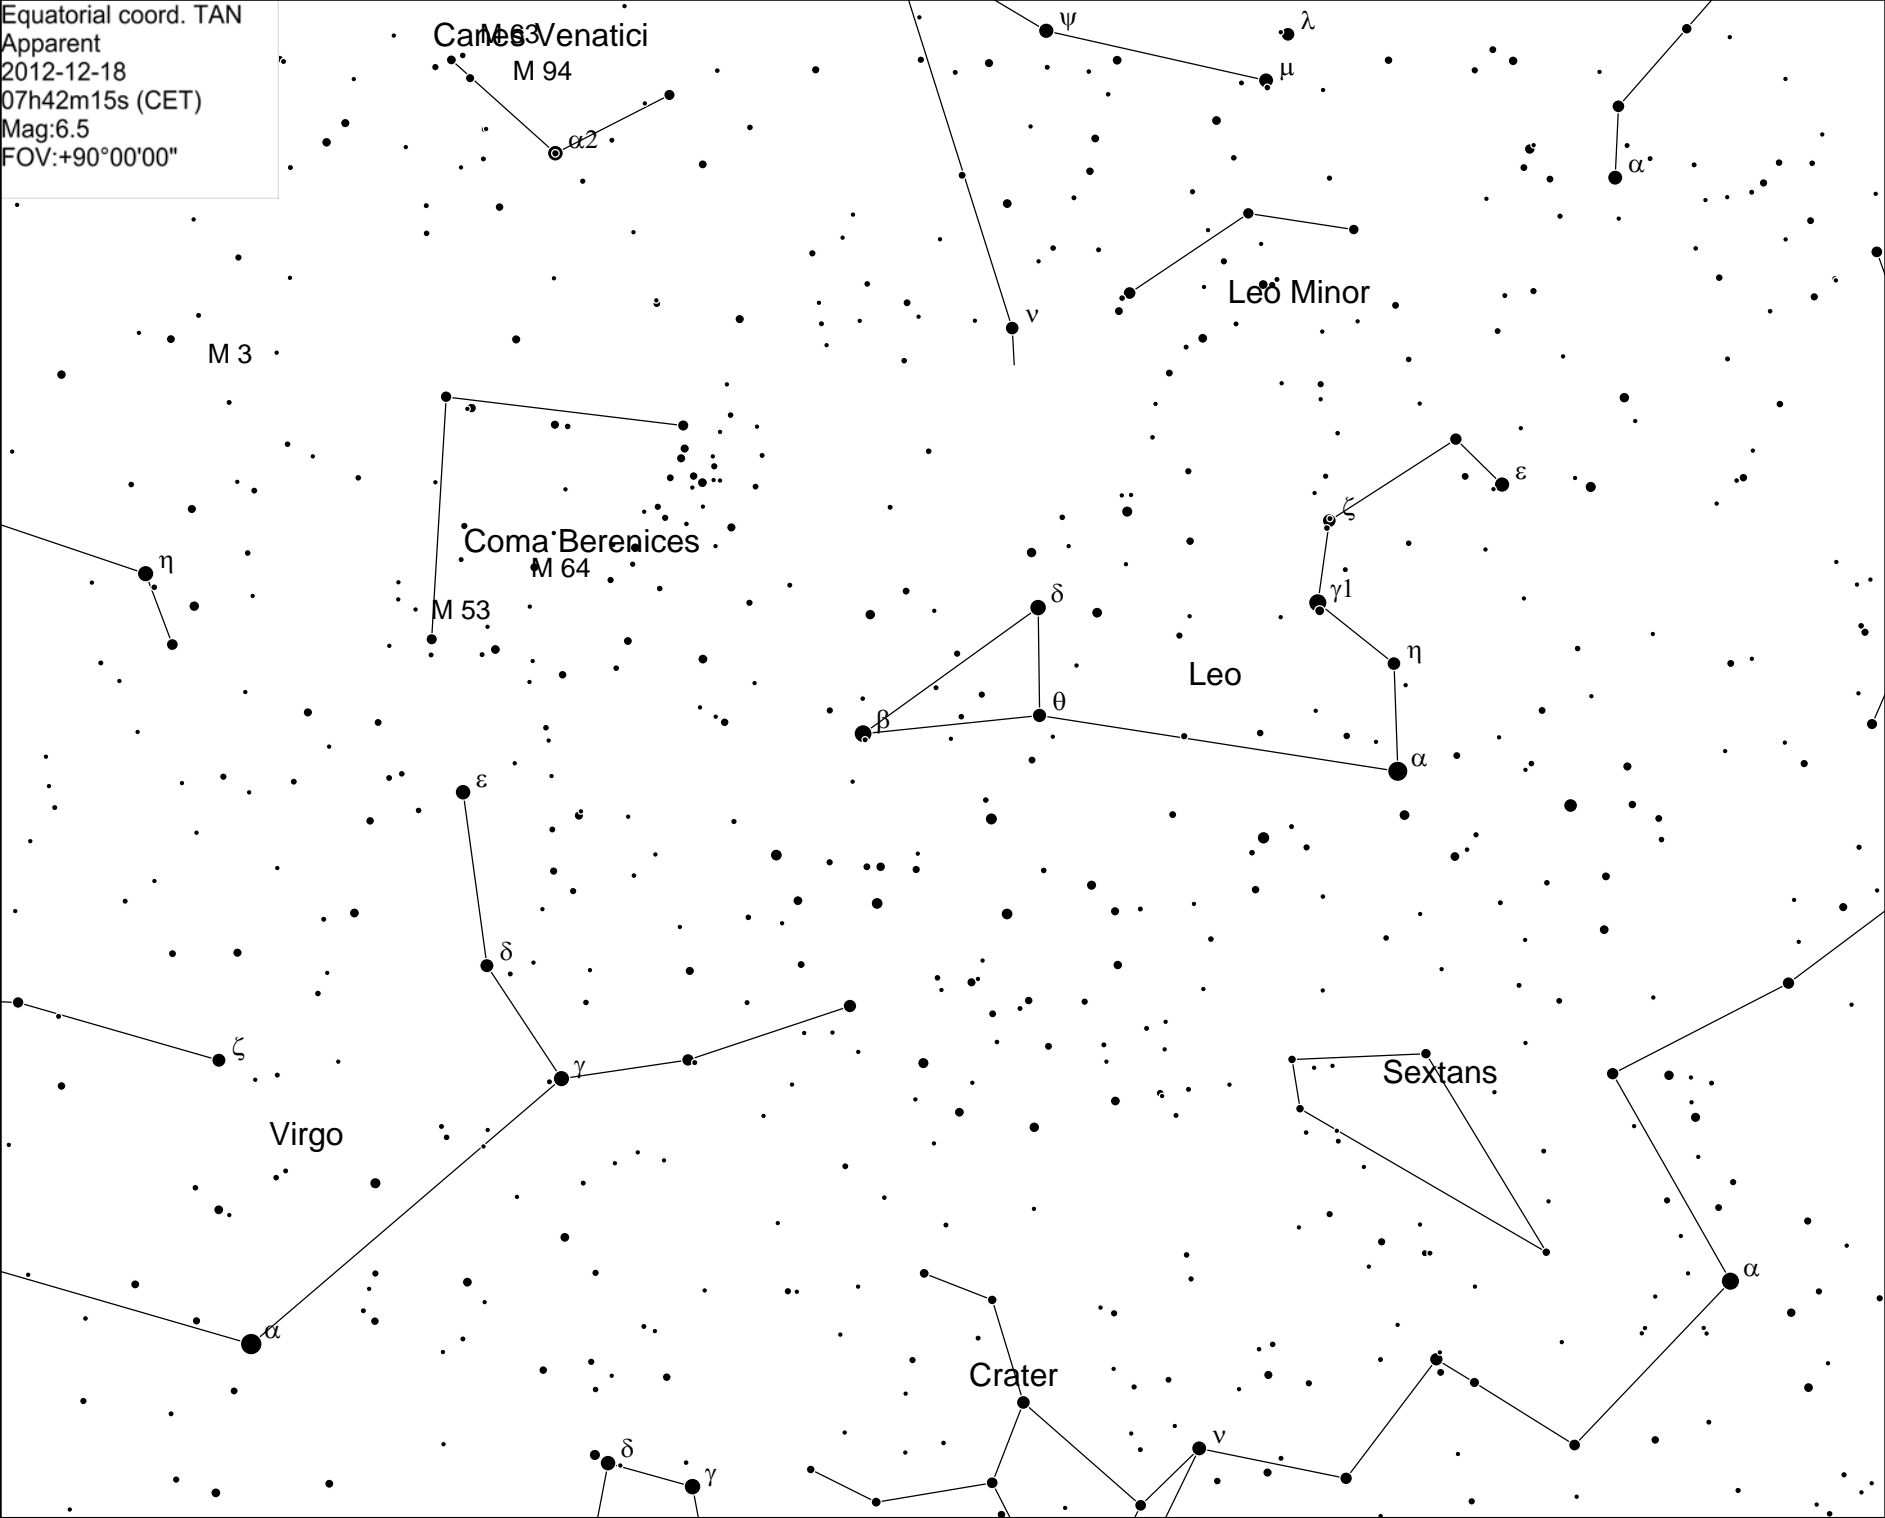 Equatorial coord. TAN
Apparent
2012-12-18
07h42m15s (CET)
Mag:6.5
FOV:+90°00'00"
ψ
λ
Canes Venatici
M 63
M 94
μ
α2
α
Leo Minor
ν
M 3
ε
ζ
Coma Berenices
M 64
η
γ1
δ
M 53
η
Leo
θ
β
α
ε
δ
ζ
γ
Sextans
Virgo
α
α
Crater
ν
δ
γ